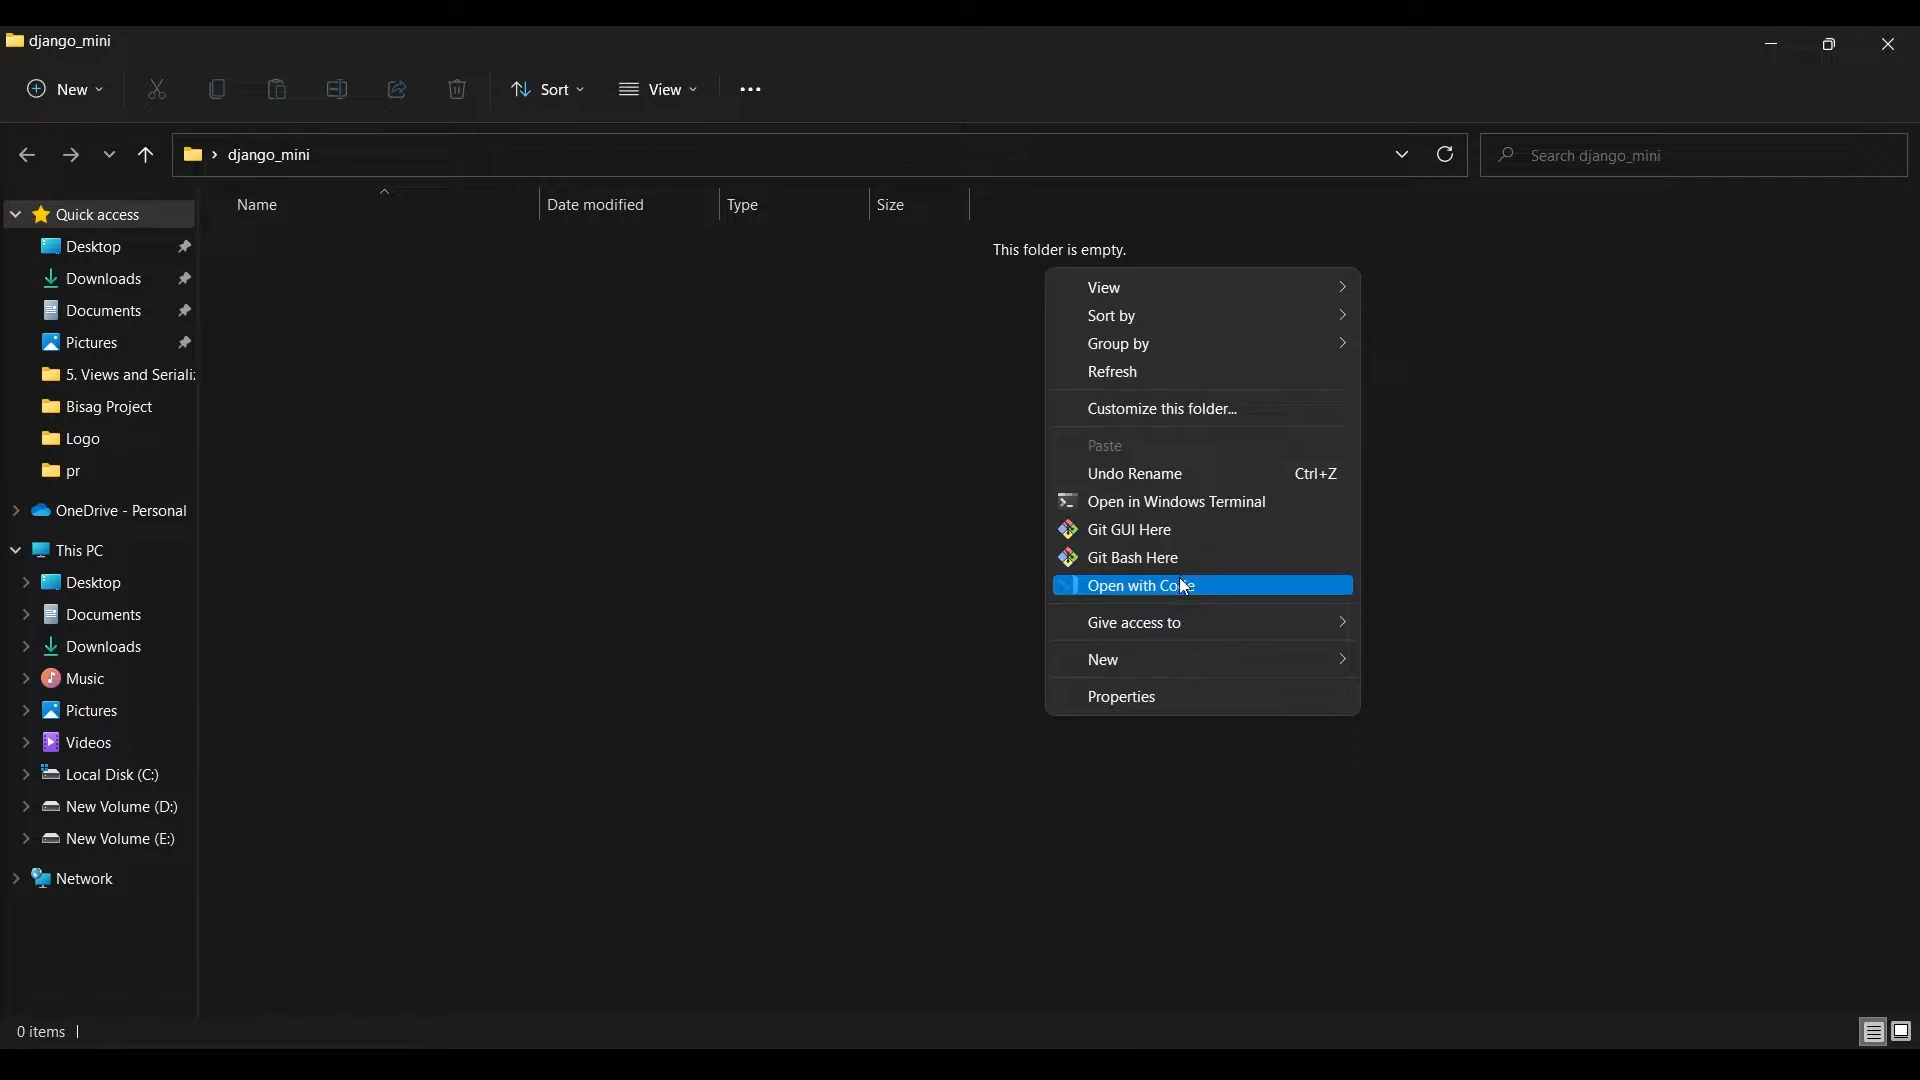 django_mini
New
Sort
View
django_mini
Search django_mini
Name
Date modified
Type
Size
Quick access
Desktop
Downloads
Documents
Pictures
5. Views and Seriali
Bisag Project
Logo
pr
OneDrive - Personal
This PC
Desktop
Documents
Downloads
Music
Pictures
Videos
Local Disk (C:)
New Volume (D:)
New Volume (E:)
Network
This folder is empty.
View
Sort by
Group by
Refresh
Customize this folder...
Paste
Undo Rename Ctrl+Z
Open in Windows Terminal
Git GUI Here
Git Bash Here
Open with Code
Give access to
New
Properties
0 items